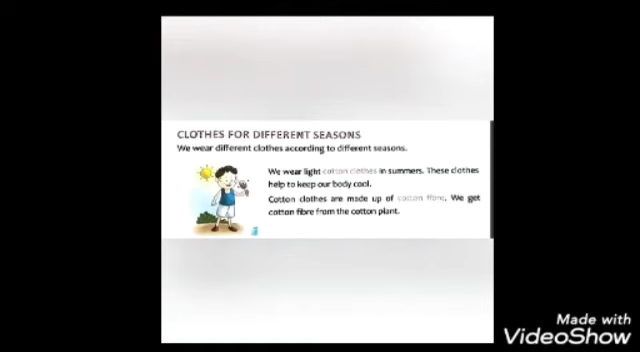 CLOTHES FOR DIFFERENT SEASONS
We wear different clothes according to different seasons.
We wear light cotton clothes in summers. These clothes
help to keep our body cool.
Cotton clothes are made up of cotton fibre. We get
cotton fibre from the cotton plant.
Made with
VideoShow